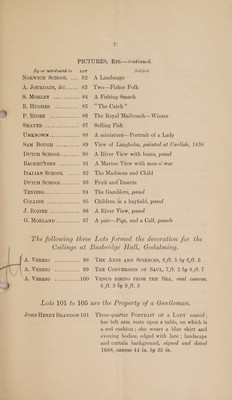 7
PICTURES, ETC.—continued.
By or attributed to LOT Subject.
NORWICH SCHOOL .... 82 A Landscape
A. JOURDAIN, &C....... 83 Two—Fisher Folk
S. MORLEY ............ 84 A Fishing Smack
E. HUGHES ............ 85 "The Catch"
P. RIDER .............. 86 The Royal Mailcoach—Winter
SHAYER ................ 87 Selling Fish
UNKNOWN .............. 88 A miniature—Portrait of a Lady
SAM BOUGH ............ 89 View of Langholm, painted at Carlisle, 1838
DUTCH SCHOOL ........ 90 A River View with boats, panel
BACKHUYSEN .......... 91 A Marine View with men-o'-war
ITALIAN SCHOOL ...... 92 The Madonna and Child
DUTCH SCHOOL ........ 93 Fruit and Insects
TENIERS ................ 94 The Gamblers, panel
COLLINS .............. 95 Children in a hayfield, panel
J. ROZIER .............. 96 A River View, panel
G. MORLAND .......... 97 A pair—Pigs, and a Calf, panels
The following three Lots formed the decoration for the
Ceilings at Busbridge Hall, Godalming,
A. VERRIO ............ 98 THE ARTS AND SCIENCES, 6 ft. 5 by 8 ft. 5
A. VERRIO ............ 99 THE CONVERSION OF SAUL, 7 ft. 2 by 8 ft. 7
A. VERRIO ............100 VENUS RISING FROM THE SEA, oval canvas,
6 ft. 3 by 9 ft. 5
Lots 101 to 105 are the Property of a Gentleman.
JOHN HENRY BRANDON 101 Three-quarter PORTRAIT OF A LADY seated;
her left arm rests upon a table, on which is
a red cushion; she wears a blue skirt and
evening bodice, edged with lace; landscape
and curtain background, signed and dated
1688, canvas 44 in. by 35 in.